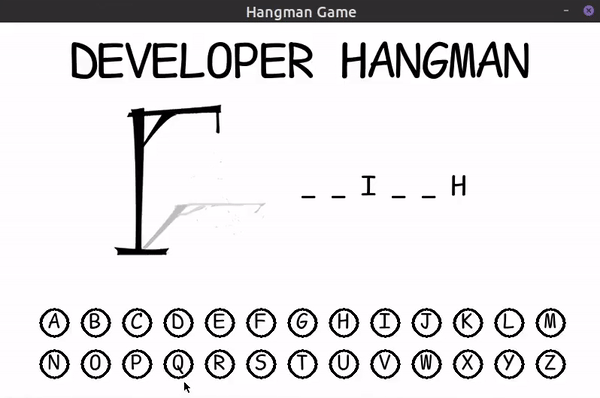 Hangman Game
DEVELOPER HANGMAN
_ _ I _ _ H
A B C D E F G H I J K L M
N O P Q R S T U V W X Y Z